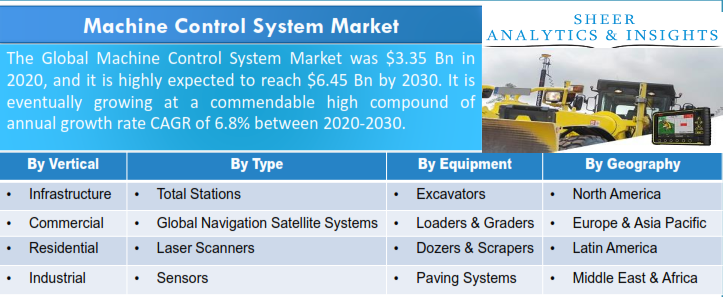 Machine Control System Market
SHEER
ANALYTICS & INSIGHTS
The Global Machine Control System Market was $3.35 Bn in
2020, and it is highly expected to reach $6.45 Bn by 2030. It is
eventually growing at a commendable high compound of
annual growth rate CAGR of 6.8% between 2020-2030.
By Vertical By Type By Equipment By Geography
• Infrastructure • Total Stations • Excavators • North America
• Commercial • Global Navigation Satellite Systems • Loaders & Graders • Europe & Asia Pacific
• Residential • Laser Scanners • Dozers & Scrapers • Latin America
• Industrial • Sensors • Paving Systems • Middle East & Africa